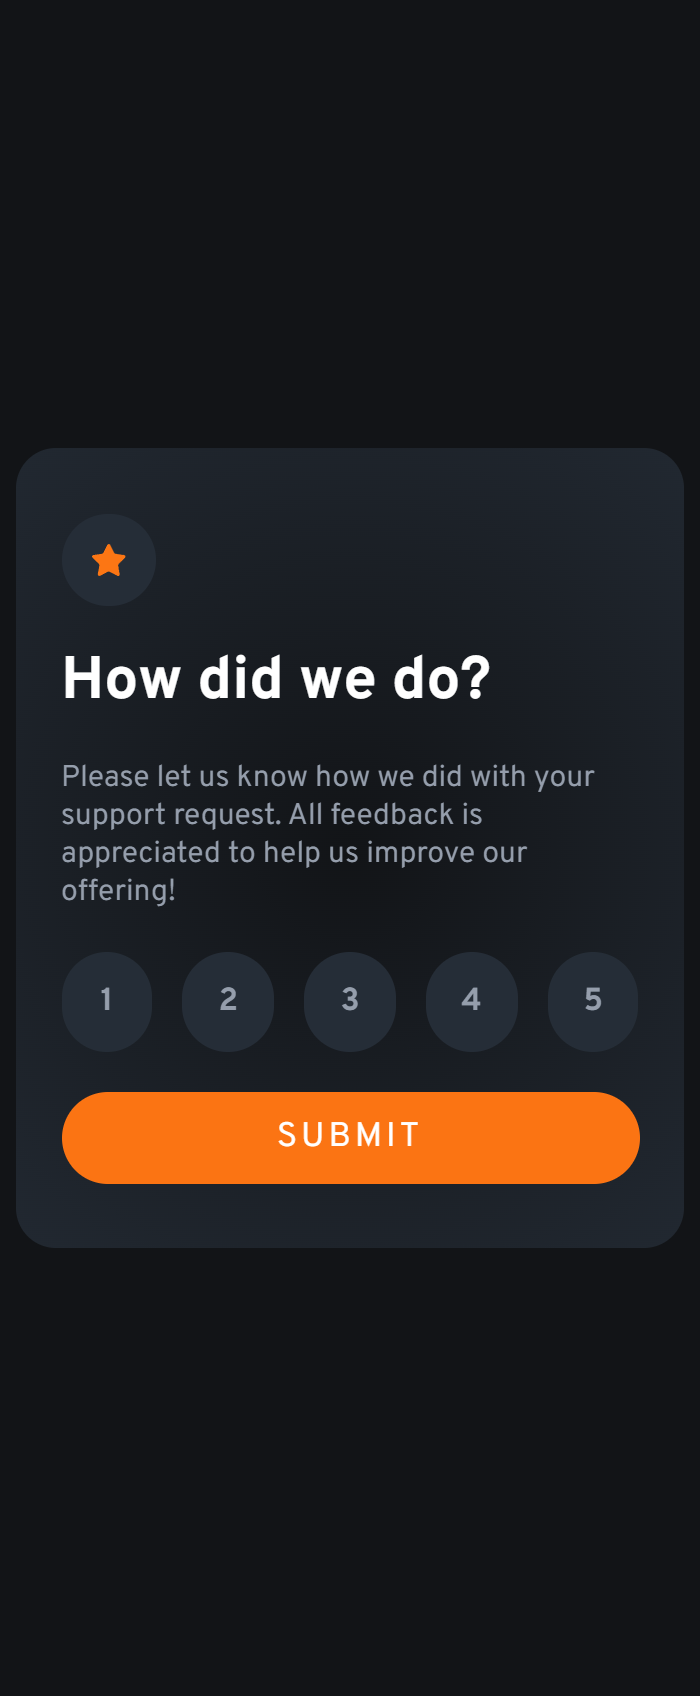 How did we do?
Please let us know how we did with your
support request. All feedback is
appreciated to help us improve our
offering!
1 2 3 4 5
SUBMIT